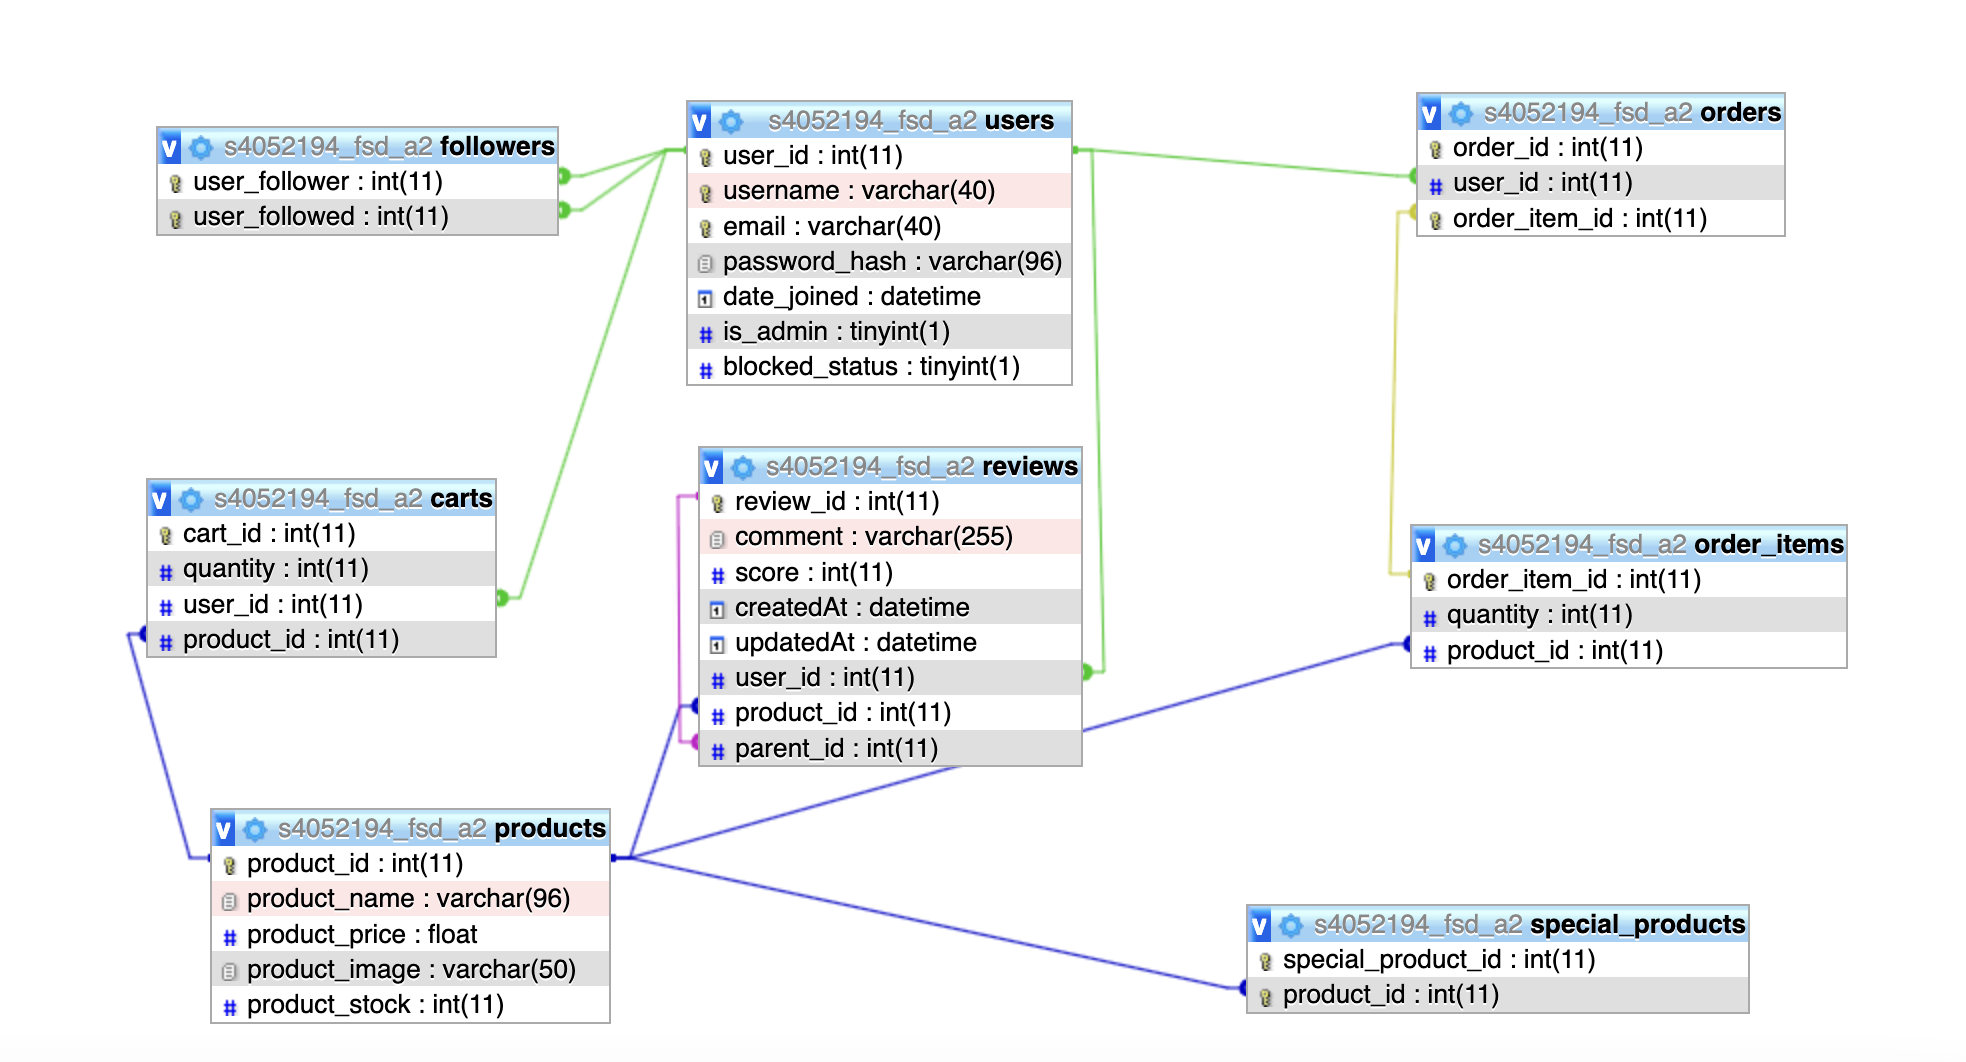 v s4052194_fsd_a2 followers
user_follower : int(11)
user_followed : int(11)
v s4052194_fsd_a2 users
user_id : int(11)
username : varchar(40)
email : varchar(40)
password_hash : varchar(96)
date_joined : datetime
# is_admin : tinyint(1)
# blocked_status : tinyint(1)
v s4052194_fsd_a2 orders
order_id : int(11)
# user_id : int(11)
order_item_id : int(11)
v s4052194_fsd_a2 carts
cart_id : int(11)
# quantity : int(11)
# user_id : int(11)
# product_id : int(11)
v s4052194_fsd_a2 reviews
review_id : int(11)
comment : varchar(255)
# score : int(11)
createdAt : datetime
updatedAt : datetime
# user_id : int(11)
# product_id : int(11)
# parent_id : int(11)
v s4052194_fsd_a2 order_items
order_item_id : int(11)
# quantity : int(11)
# product_id : int(11)
v s4052194_fsd_a2 products
product_id : int(11)
product_name : varchar(96)
# product_price : float
product_image : varchar(50)
# product_stock : int(11)
v s4052194_fsd_a2 special_products
special_product_id : int(11)
product_id : int(11)